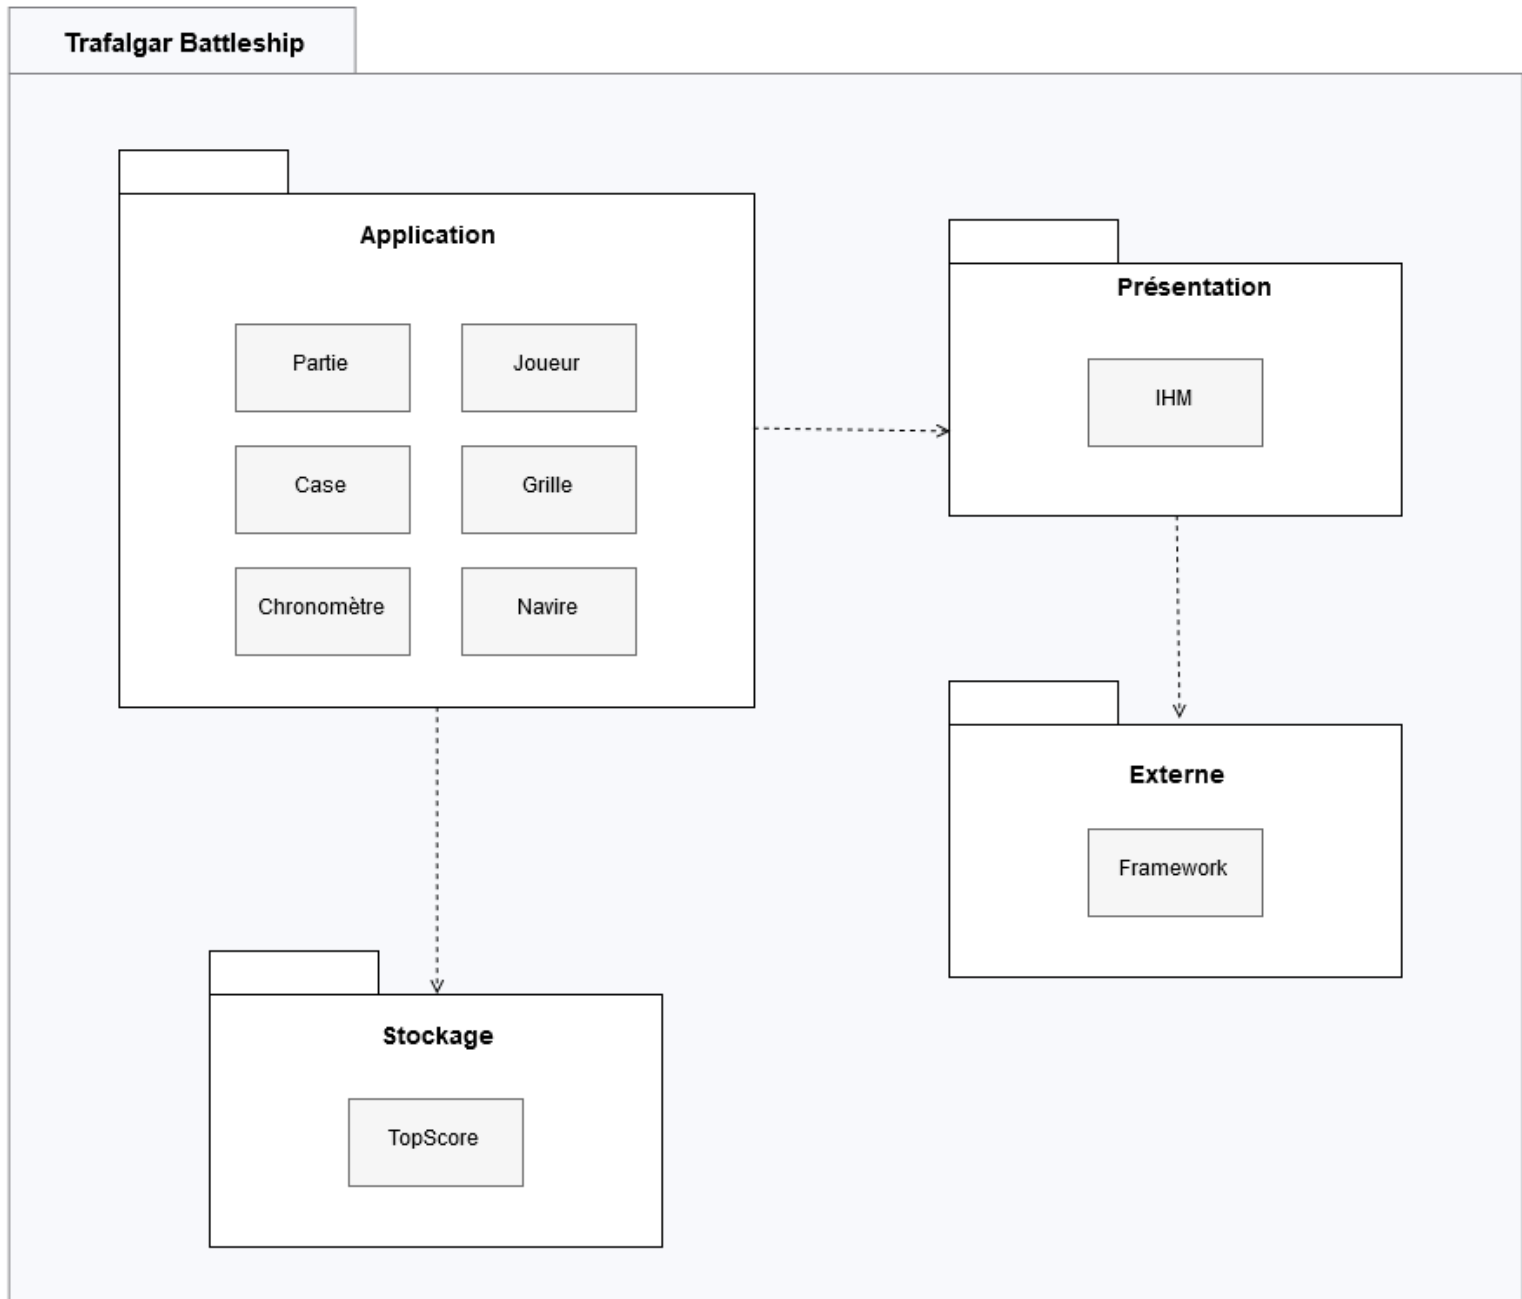 Trafalgar Battleship
Application
Présentation
Partie
Joueur
IHM
Case
Grille
Chronomètre
Navire
Externe
Framework
Stockage
TopScore